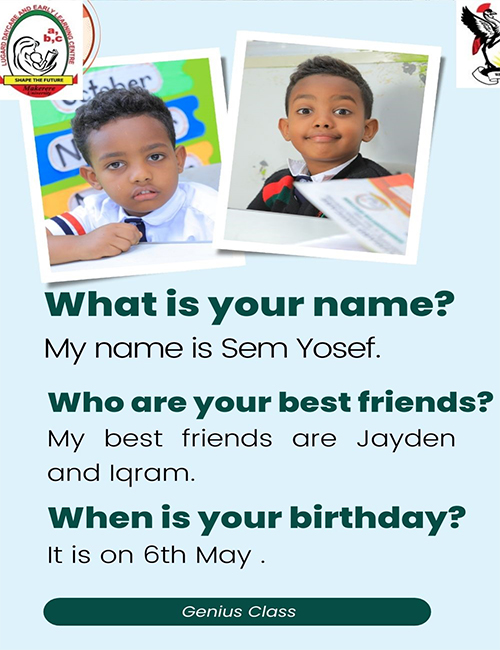 LUGARD DAYCARE AND EARLY LEARNING CENTRE
a,
b,c
SHAPE THE FUTURE
Makerere
October
What is your name?
My name is Sem Yosef.
Who are your best friends?
My best friends are Jayden
and Iqram.
When is your birthday?
It is on 6th May .
Genius Class